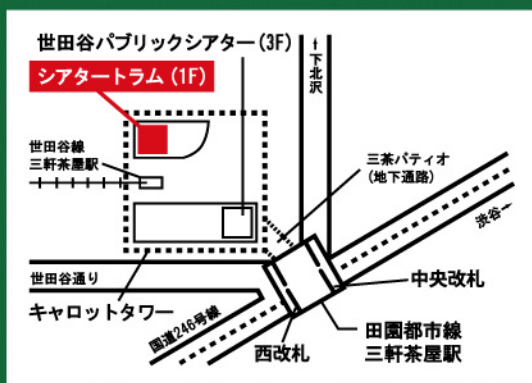 世田谷パブリックシアター(3F)
シアタートラム(1F)
↑下北沢
世田谷線
三軒茶屋駅
三茶パティオ
(地下通路)
渋谷→
世田谷通り
キャロットタワー
国道246号線
中央改札
西改札
田園都市線
三軒茶屋駅